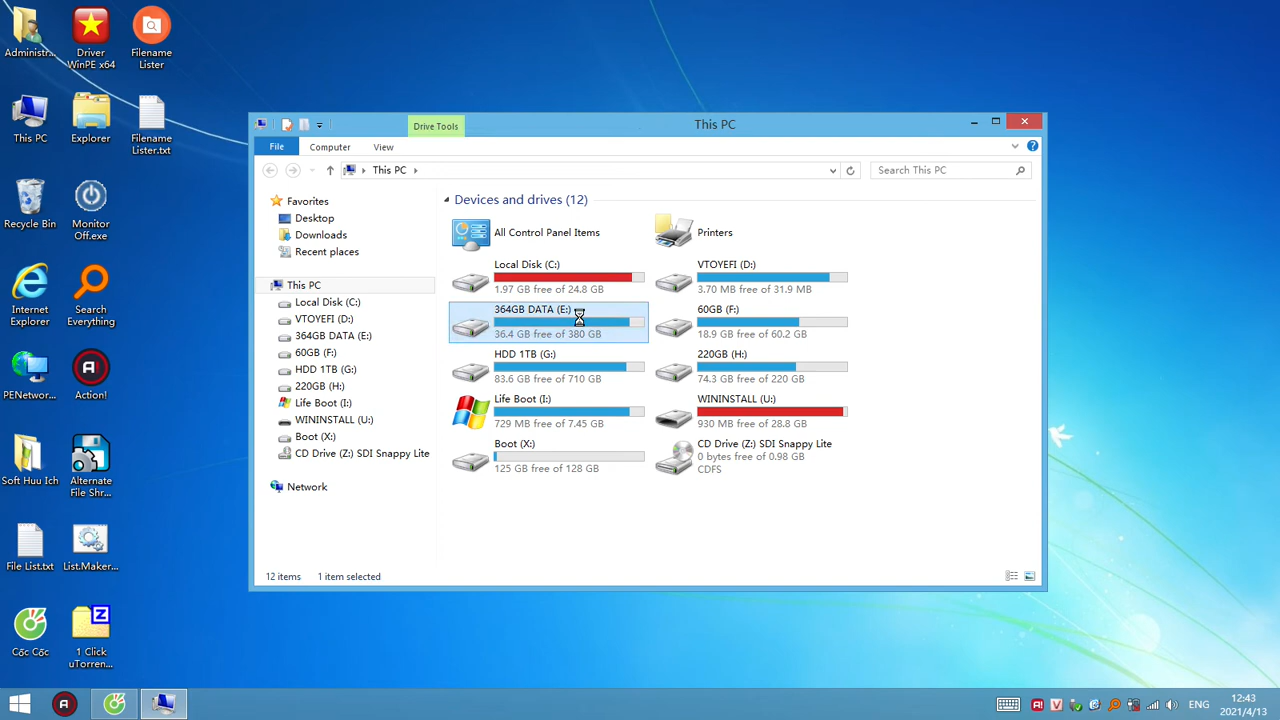 Administr...
Driver
WinPE x64
Filename
Lister
This PC
Explorer
Filename
Lister.txt
Recycle Bin
Monitor
Off.exe
Internet
Explorer
Search
Everything
PENetwor...
Action!
Soft Huu Ich
Alternate
File Shr...
File List.txt
List.Maker...
Cốc Cốc
1 Click
uTorren...
Drive Tools
This PC
File
Computer
View
This PC
Search This PC
Favorites
Desktop
Downloads
Recent places
This PC
Local Disk (C:)
VTOYEFI (D:)
364GB DATA (E:)
60GB (F:)
HDD 1TB (G:)
220GB (H:)
Life Boot (I:)
WININSTALL (U:)
Boot (X:)
CD Drive (Z:) SDI Snappy Lite
Network
Devices and drives (12)
All Control Panel Items
Printers
Local Disk (C:)
1.97 GB free of 24.8 GB
VTOYEFI (D:)
3.70 MB free of 31.9 MB
364GB DATA (E:)
36.4 GB free of 380 GB
60GB (F:)
18.9 GB free of 60.2 GB
HDD 1TB (G:)
83.6 GB free of 710 GB
220GB (H:)
74.3 GB free of 220 GB
Life Boot (I:)
729 MB free of 7.45 GB
WININSTALL (U:)
930 MB free of 28.8 GB
Boot (X:)
125 GB free of 128 GB
CD Drive (Z:) SDI Snappy Lite
0 bytes free of 0.98 GB
CDFS
12 items
1 item selected
ENG
12:43
2021/4/13